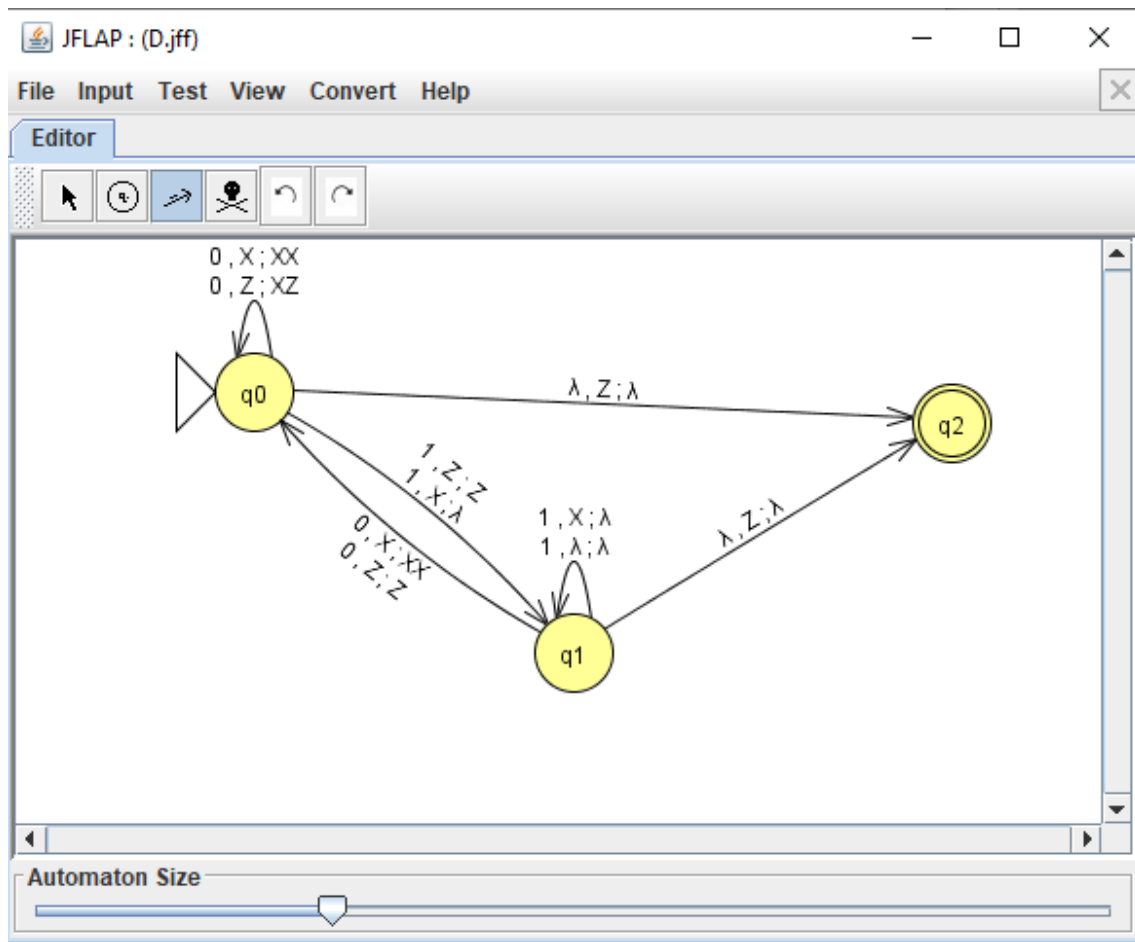 JFLAP : (D.jff)
File Input Test View Convert Help
Editor
0 , X ; XX
0 , Z ; XZ
q0
λ , Z ; λ
q2
1 , Z ; Z
1 , X ; λ
0 , X ; XX
0 , Z ; Z
1 , X ; λ
1 , λ ; λ
λ , Z ; λ
q1
Automaton Size